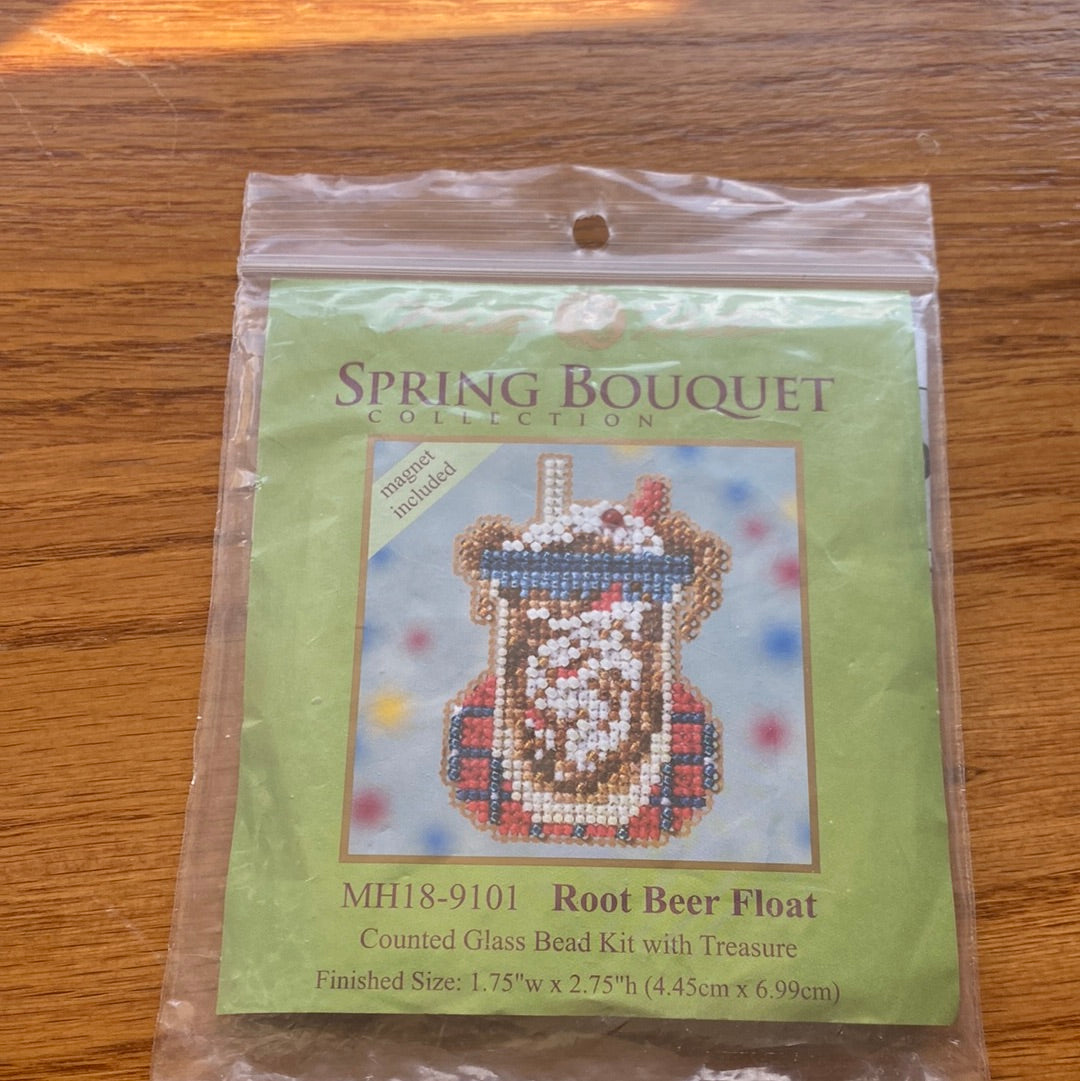 SPRING BOUQUET
COLLECTION
magnet
included
MH18-9101 Root Beer Float
Counted Glass Bead Kit with Treasure
Finished Size: 1.75"w x 2.75"h (4.45cm x 6.99cm)